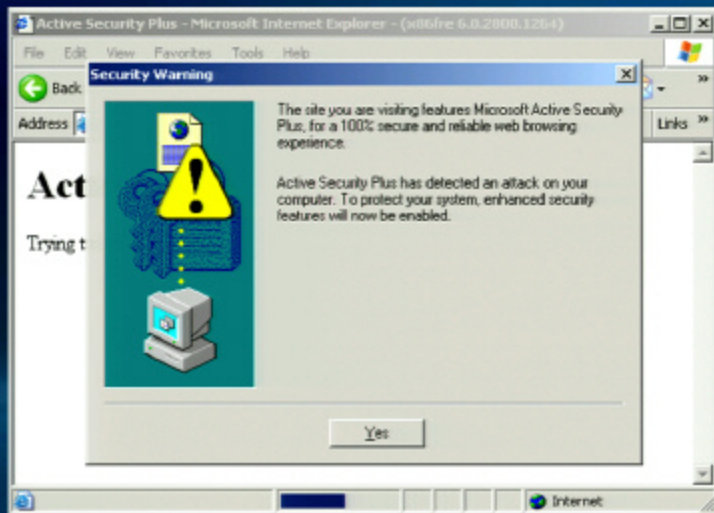 Active Security Plus - Microsoft Internet Explorer - (x86fre 6.0.2800.1264)
File Edit View Favorites Tools Help
Security Warning
Back
Address
Links »
The site you are visiting features Microsoft Active Security
Plus, for a 100% secure and reliable web browsing
experience.
Act
Active Security Plus has detected an attack on your
computer. To protect your system, enhanced security
features will now be enabled.
Trying t
Yes
Internet